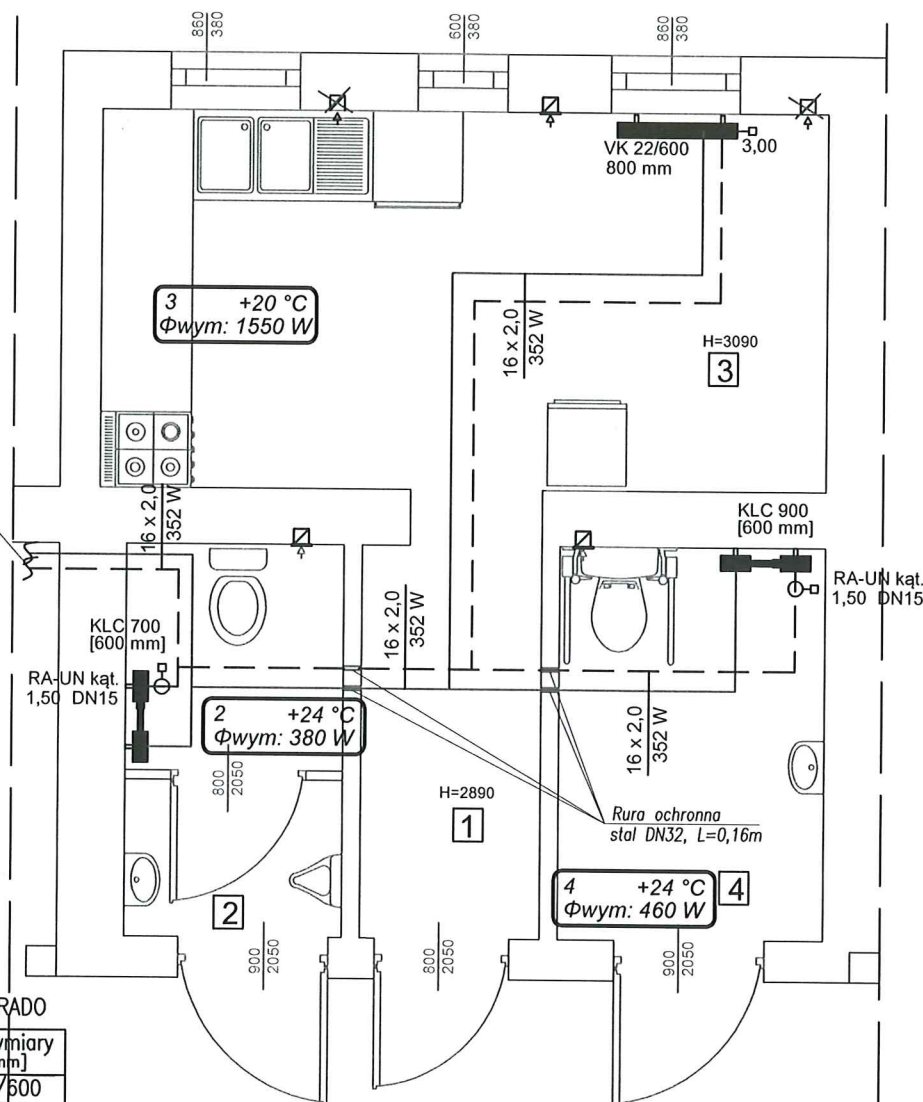 860
380
600
380
860
380
VK 22/600
800 mm
3,00
3 +20 °C
Φwym: 1550 W
16 x 2,0
352 W
H=3090
3
16 x 2,0
352 W
KLC 900
[600 mm]
RA-UN kąt.
1,50 DN15
KLC 700
[600 mm]
RA-UN kąt.
1,50 DN15
16 x 2,0
352 W
2 +24 °C
Φwym: 380 W
16 x 2,0
352 W
800
2050
H=2890
1
Rura ochronna
stal DN32, L=0,16m
4 +24 °C
Φwym: 460 W
4
2
900
2050
800
2050
900
2050
RADO
/600